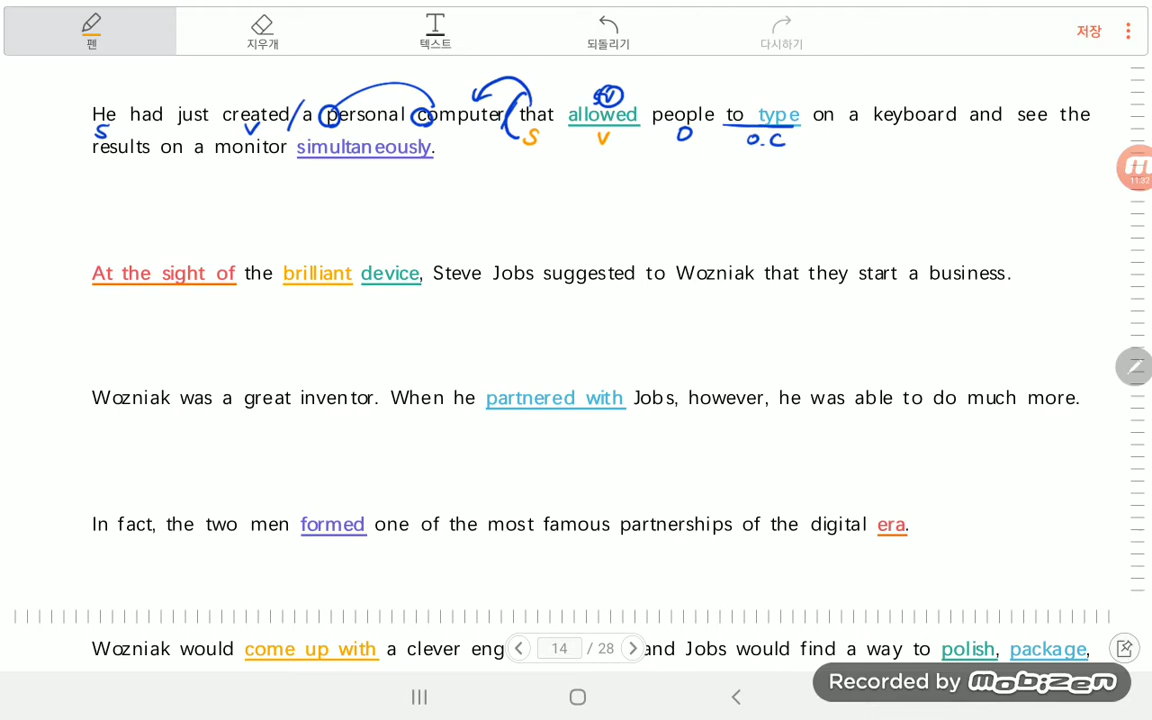 펜 지우개 텍스트 되돌리기 다시하기 저장
He had just created a personal computer that allowed people to type on a keyboard and see the
S V S V O O.C
results on a monitor simultaneously.
11:32
At the sight of the brilliant device, Steve Jobs suggested to Wozniak that they start a business.
Wozniak was a great inventor. When he partnered with Jobs, however, he was able to do much more.
In fact, the two men formed one of the most famous partnerships of the digital era.
Wozniak would come up with a clever eng and Jobs would find a way to polish, package,
14 / 28
Recorded by mobizen